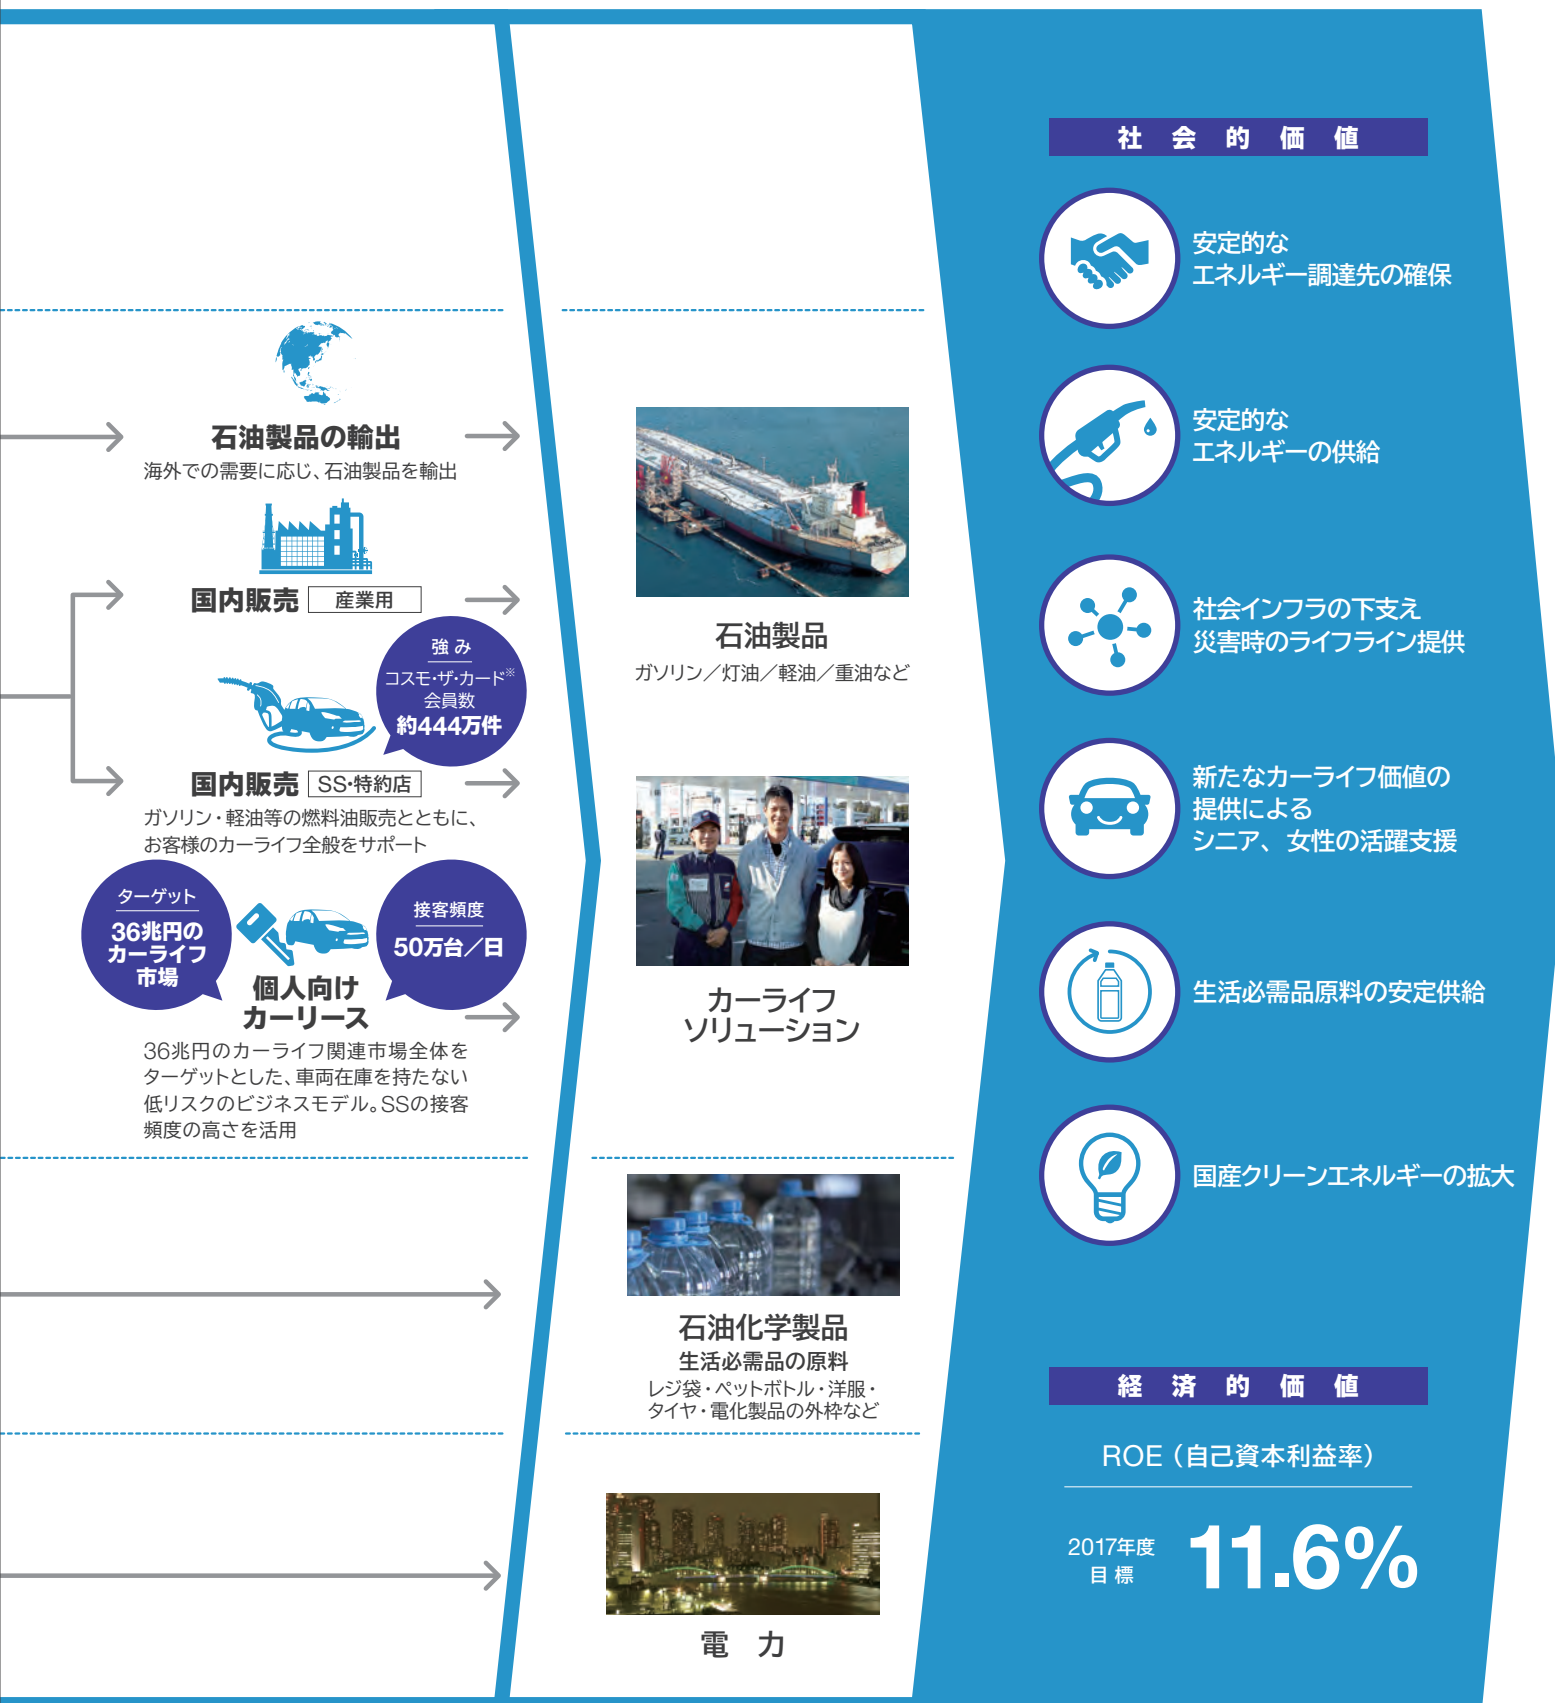 石油製品の輸出
海外での需要に応じ、石油製品を輸出
国内販売 産業用
強み
コスモ・ザ・カード※
会員数
約444万件
国内販売 SS・特約店
ガソリン・軽油等の燃料油販売とともに、
お客様のカーライフ全般をサポート
ターゲット
36兆円の
カーライフ
市場
接客頻度
50万台／日
個人向け
カーリース
36兆円のカーライフ関連市場全体を
ターゲットとした、車両在庫を持たない
低リスクのビジネスモデル。SSの接客
頻度の高さを活用
石油製品
ガソリン／灯油／軽油／重油など
カーライフ
ソリューション
石油化学製品
生活必需品の原料
レジ袋・ペットボトル・洋服・
タイヤ・電化製品の外枠など
電 力
社会的価値
安定的な
エネルギー調達先の確保
安定的な
エネルギーの供給
社会インフラの下支え
災害時のライフライン提供
新たなカーライフ価値の
提供による
シニア、女性の活躍支援
生活必需品原料の安定供給
国産クリーンエネルギーの拡大
経済的価値
ROE（自己資本利益率）
2017年度
目標
11.6%